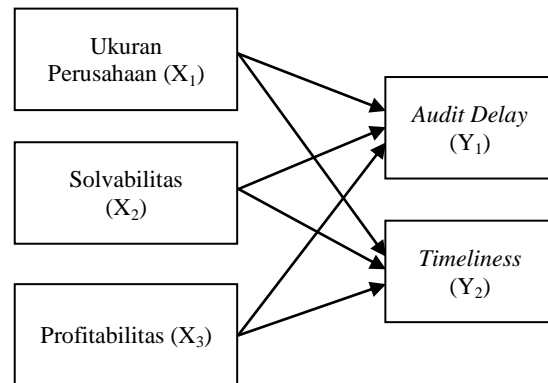 Ukuran
Perusahaan (X₁)
Audit Delay
(Y₁)
Solvabilitas
(X₂)
Timeliness
(Y₂)
Profitabilitas (X₃)